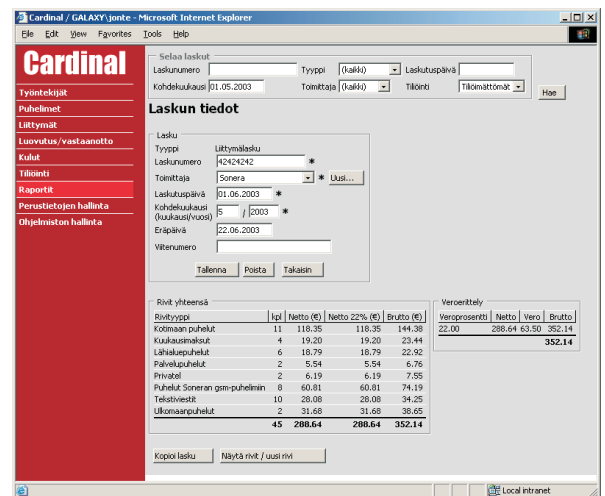 Cardinal / GALAXY\jonte - Microsoft Internet Explorer
File Edit View Favorites Tools Help
Cardinal
Työntekijät
Puhelimet
Liittymät
Luovutus/vastaanotto
Kulut
Tiliöinti
Raportit
Perustietojen hallinta
Ohjelmiston hallinta
Selaa laskut
Laskunumero Tyyppi (kaikki) Laskutuspäivä
Kohdekuukausi 01.05.2003 Toimittaja (kaikki) Tiliöinti Tiliöimättömät Hae
Laskun tiedot
Lasku
Tyyppi Liittymälasku
Laskunumero 42424242 *
Toimittaja Sonera * Uusi...
Laskutuspäivä 01.06.2003 *
Kohdekuukausi
(kuukausi/vuosi) 5 / 2003 *
Eräpäivä 22.06.2003
Viitenumero
Tallenna Poista Takaisin
Rivit yhteensä
Rivityyppi kpl Netto (€) Netto 22% (€) Brutto (€)
Kotimaan puhelut 11 118.35 118.35 144.38
Kuukausimaksut 4 19.20 19.20 23.44
Lähialuepuhelut 6 18.79 18.79 22.92
Palvelupuhelut 2 5.54 5.54 6.76
Privatel 2 6.19 6.19 7.55
Puhelut Soneran gsm-puhelimiin 8 60.81 60.81 74.19
Tekstiviestit 10 28.08 28.08 34.25
Ulkomaanpuhelut 2 31.68 31.68 38.65
45 288.64 288.64 352.14
Veroerittely
Veroprosentti Netto Vero Brutto
22.00 288.64 63.50 352.14
352.14
Kopioi lasku Näytä rivit / uusi rivi
Local intranet